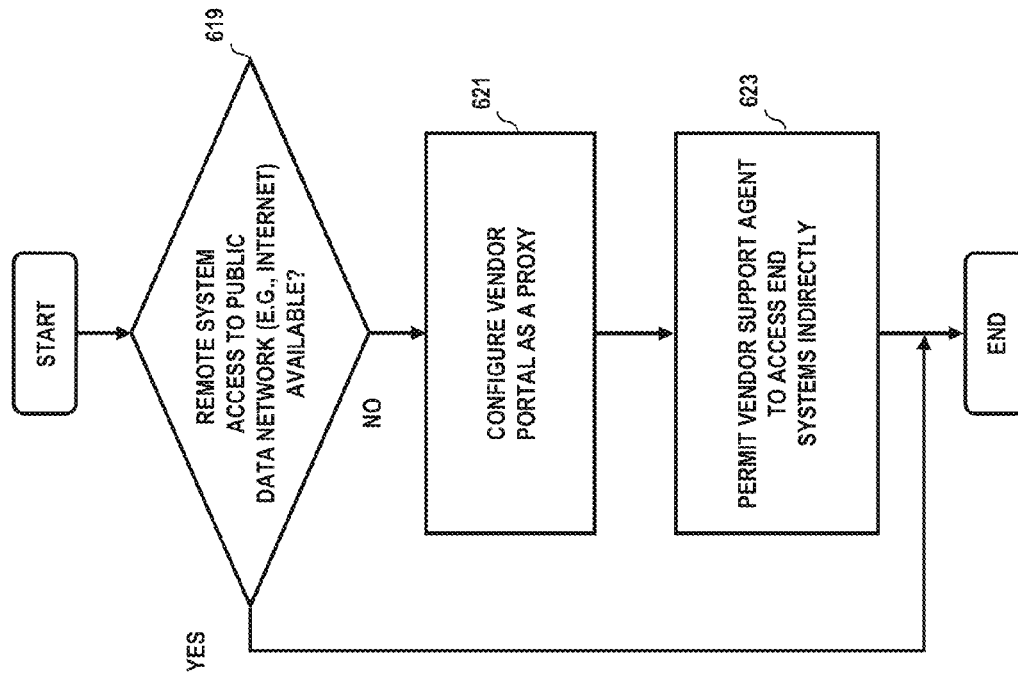 START
619
REMOTE SYSTEM
ACCESS TO PUBLIC
DATA NETWORK (E.G., INTERNET)
AVAILABLE?
YES
NO
621
CONFIGURE VENDOR
PORTAL AS A PROXY
623
PERMIT VENDOR SUPPORT AGENT
TO ACCESS END
SYSTEMS INDIRECTLY
END